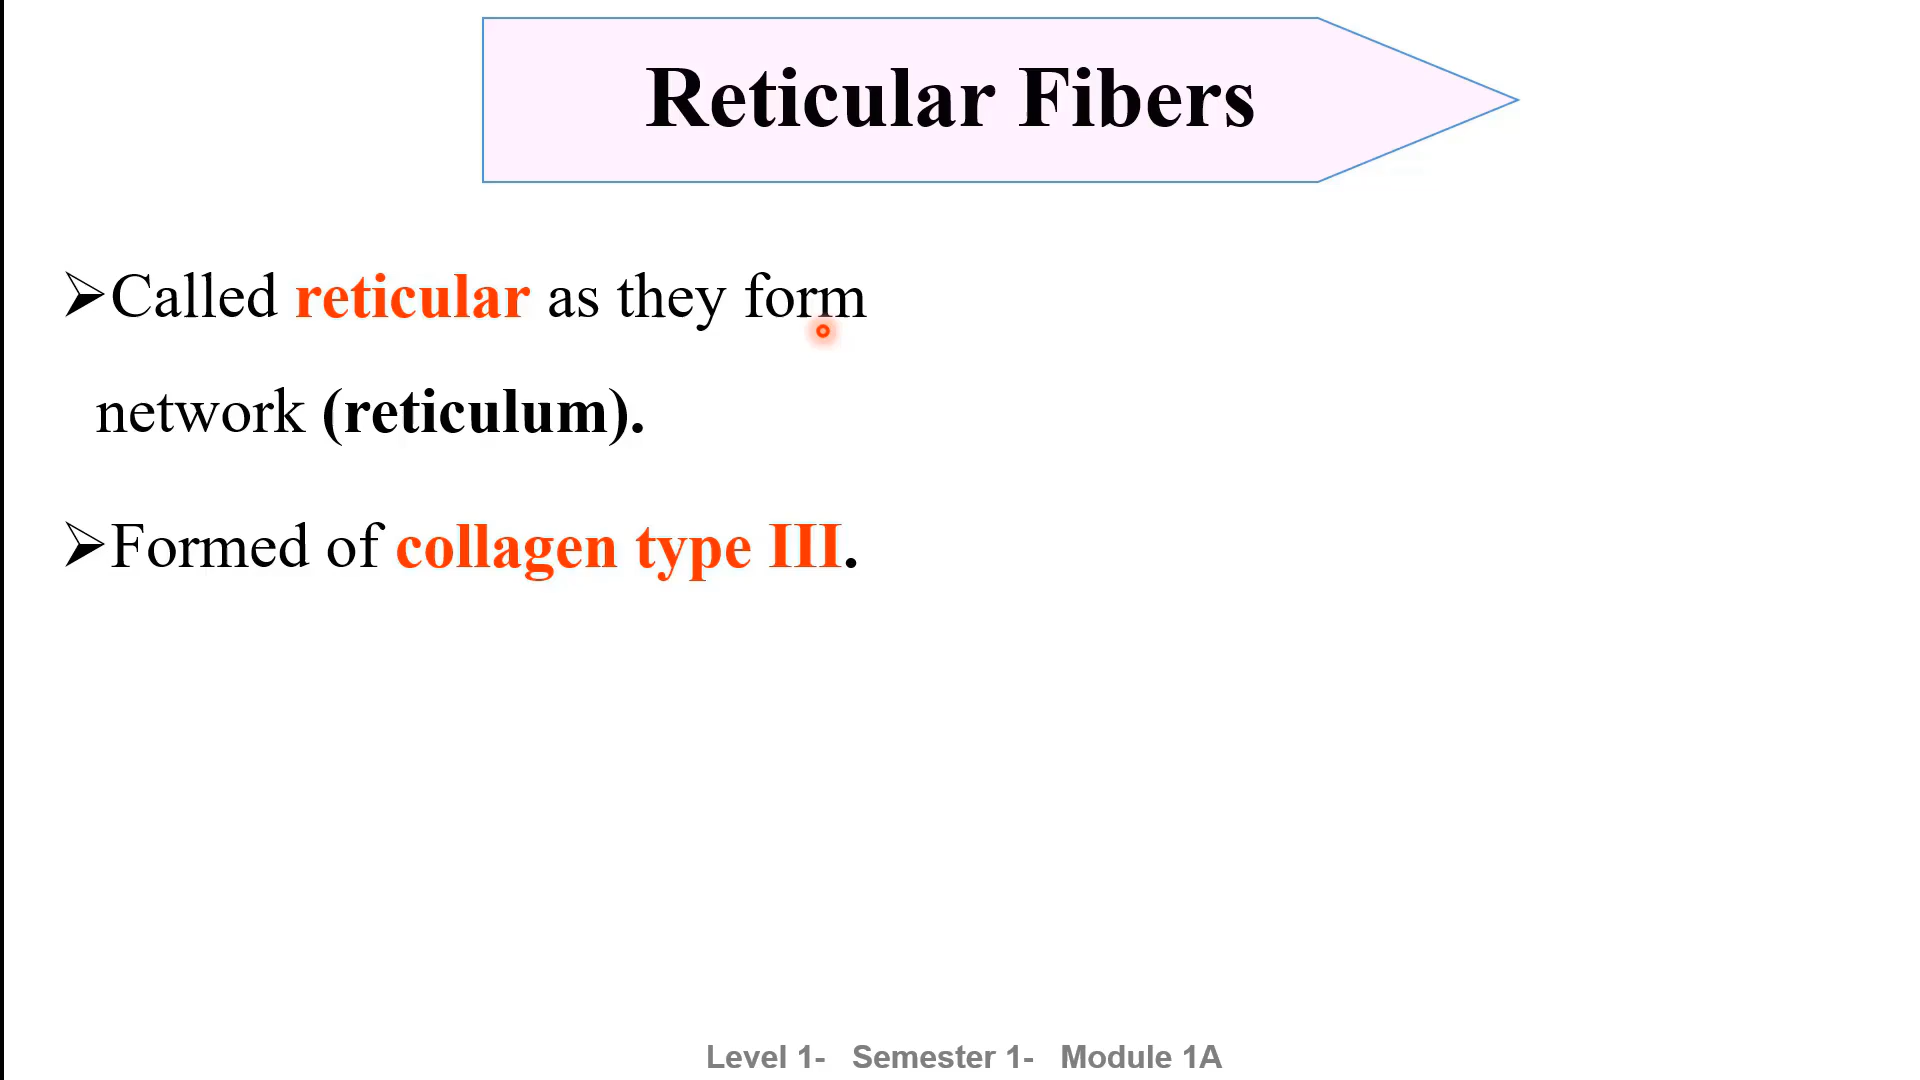 Reticular Fibers
➢Called reticular as they form
network (reticulum).
➢Formed of collagen type III.
Level 1- Semester 1- Module 1A